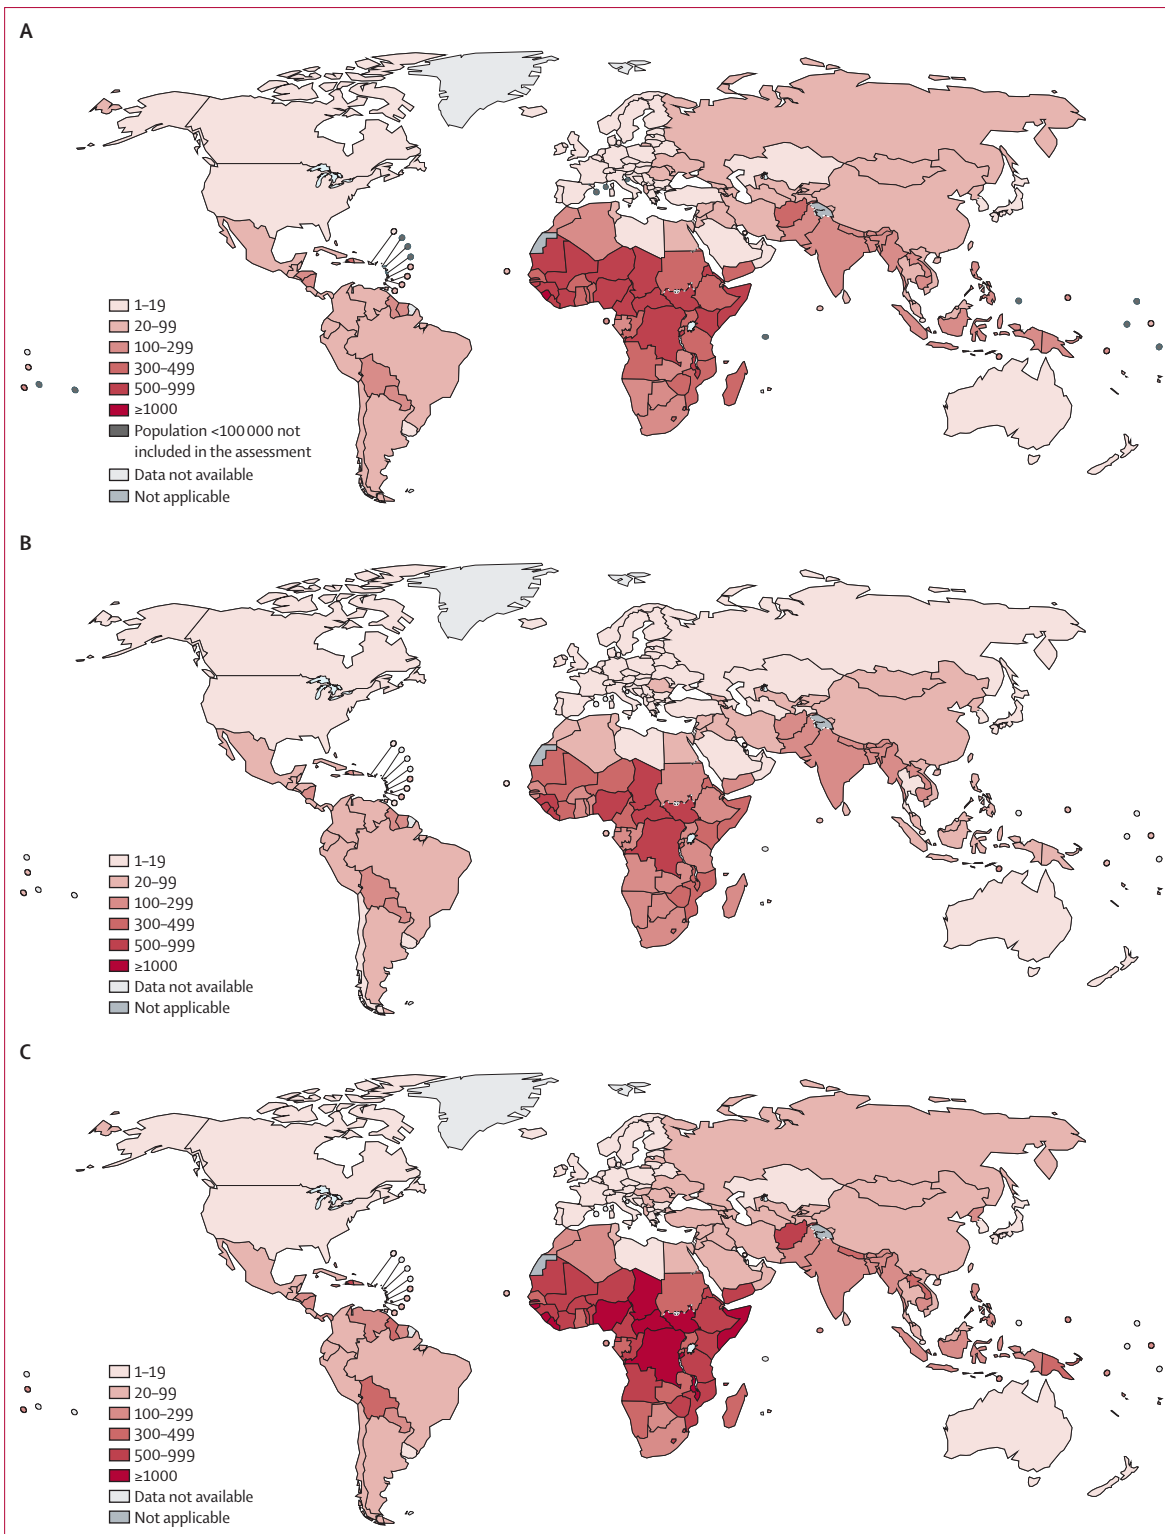 A
1–19
20–99
100–299
300–499
500–999
≥1000
Population <100 000 not
included in the assessment
Data not available
Not applicable
B
1–19
20–99
100–299
300–499
500–999
≥1000
Data not available
Not applicable
C
1–19
20–99
100–299
300–499
500–999
≥1000
Data not available
Not applicable